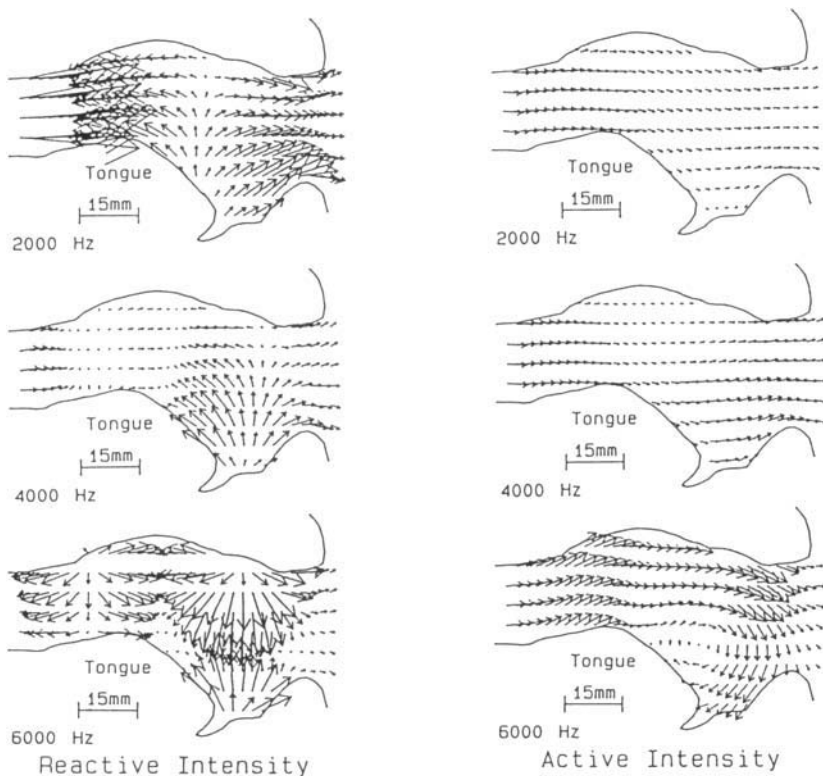 Tongue
15mm
2000 Hz
Tongue
15mm
2000 Hz
Tongue
15mm
4000 Hz
Tongue
15mm
4000 Hz
Tongue
15mm
6000 Hz
Tongue
15mm
6000 Hz
Reactive Intensity
Active Intensity